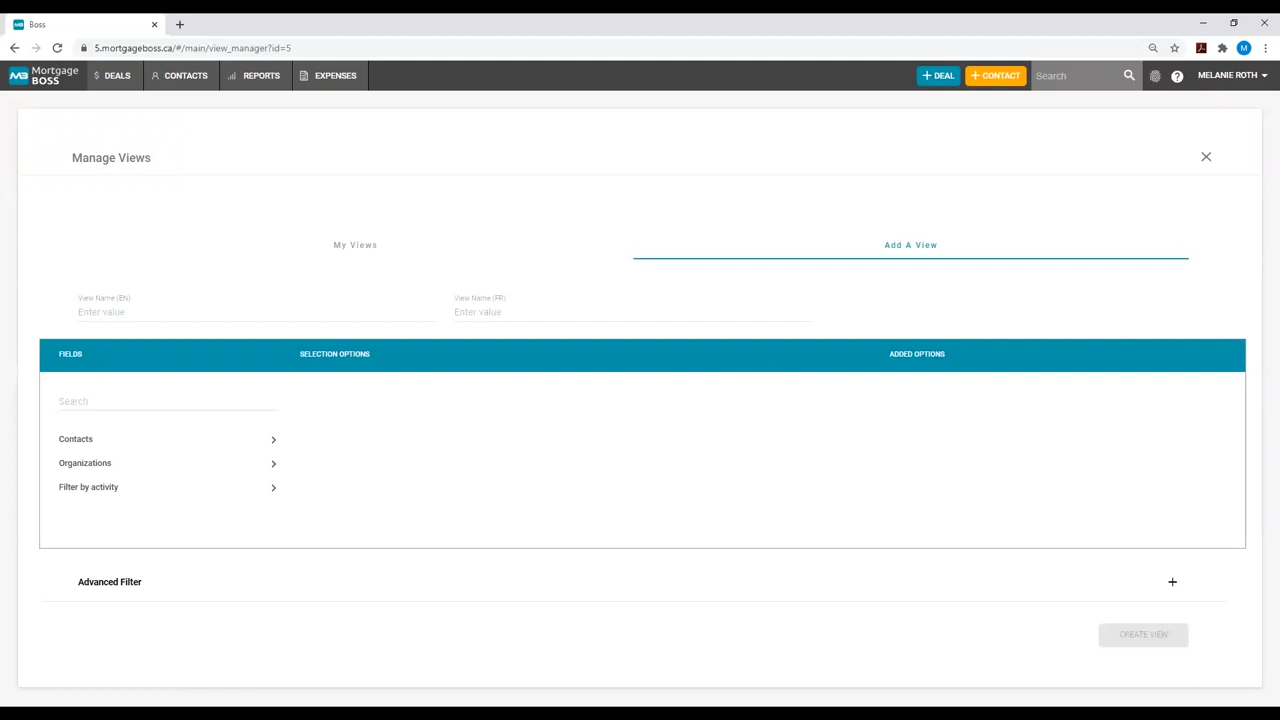 Boss
5.mortgageboss.ca/#/main/view_manager?id=5
M
MB Mortgage BOSS
$ DEALS CONTACTS REPORTS EXPENSES + DEAL + CONTACT Search ? MELANIE ROTH
Manage Views
My Views Add A View
View Name (EN) View Name (FR)
Enter value Enter value
FIELDS SELECTION OPTIONS ADDED OPTIONS
Search
Contacts
Organizations
Filter by activity
Advanced Filter +
CREATE VIEW